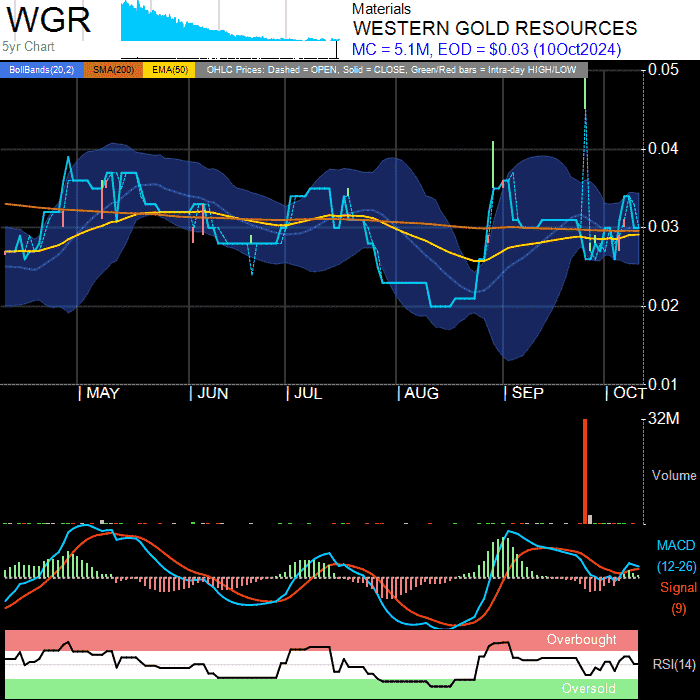 WGR
5yr Chart
Materials
WESTERN GOLD RESOURCES
MC = 5.1M, EOD = $0.03 (10Oct2024)
BollBands(20,2) SMA(200) EMA(50) OHLC Prices: Dashed = OPEN, Solid = CLOSE, Green/Red bars = Intra-day HIGH/LOW
0.05
0.04
0.03
0.02
0.01
| MAY | JUN | JUL | AUG | SEP | OCT
32M
Volume
MACD
(12-26)
Signal
(9)
Overbought
RSI(14)
Oversold